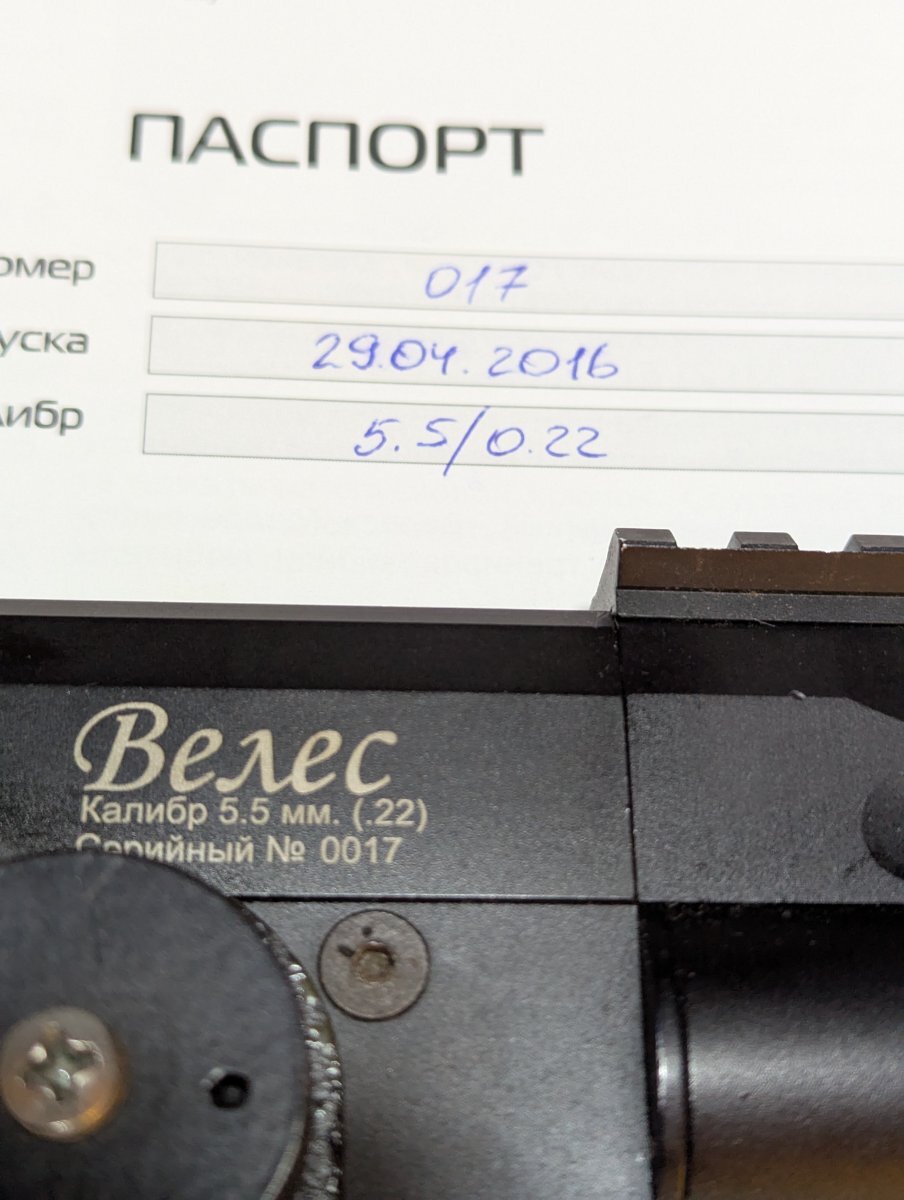 ПАСПОРТ
омер 017
уска 29.04.2016
либр 5.5/0.22
Велес
Калибр 5.5 мм. (.22)
Серийный № 0017